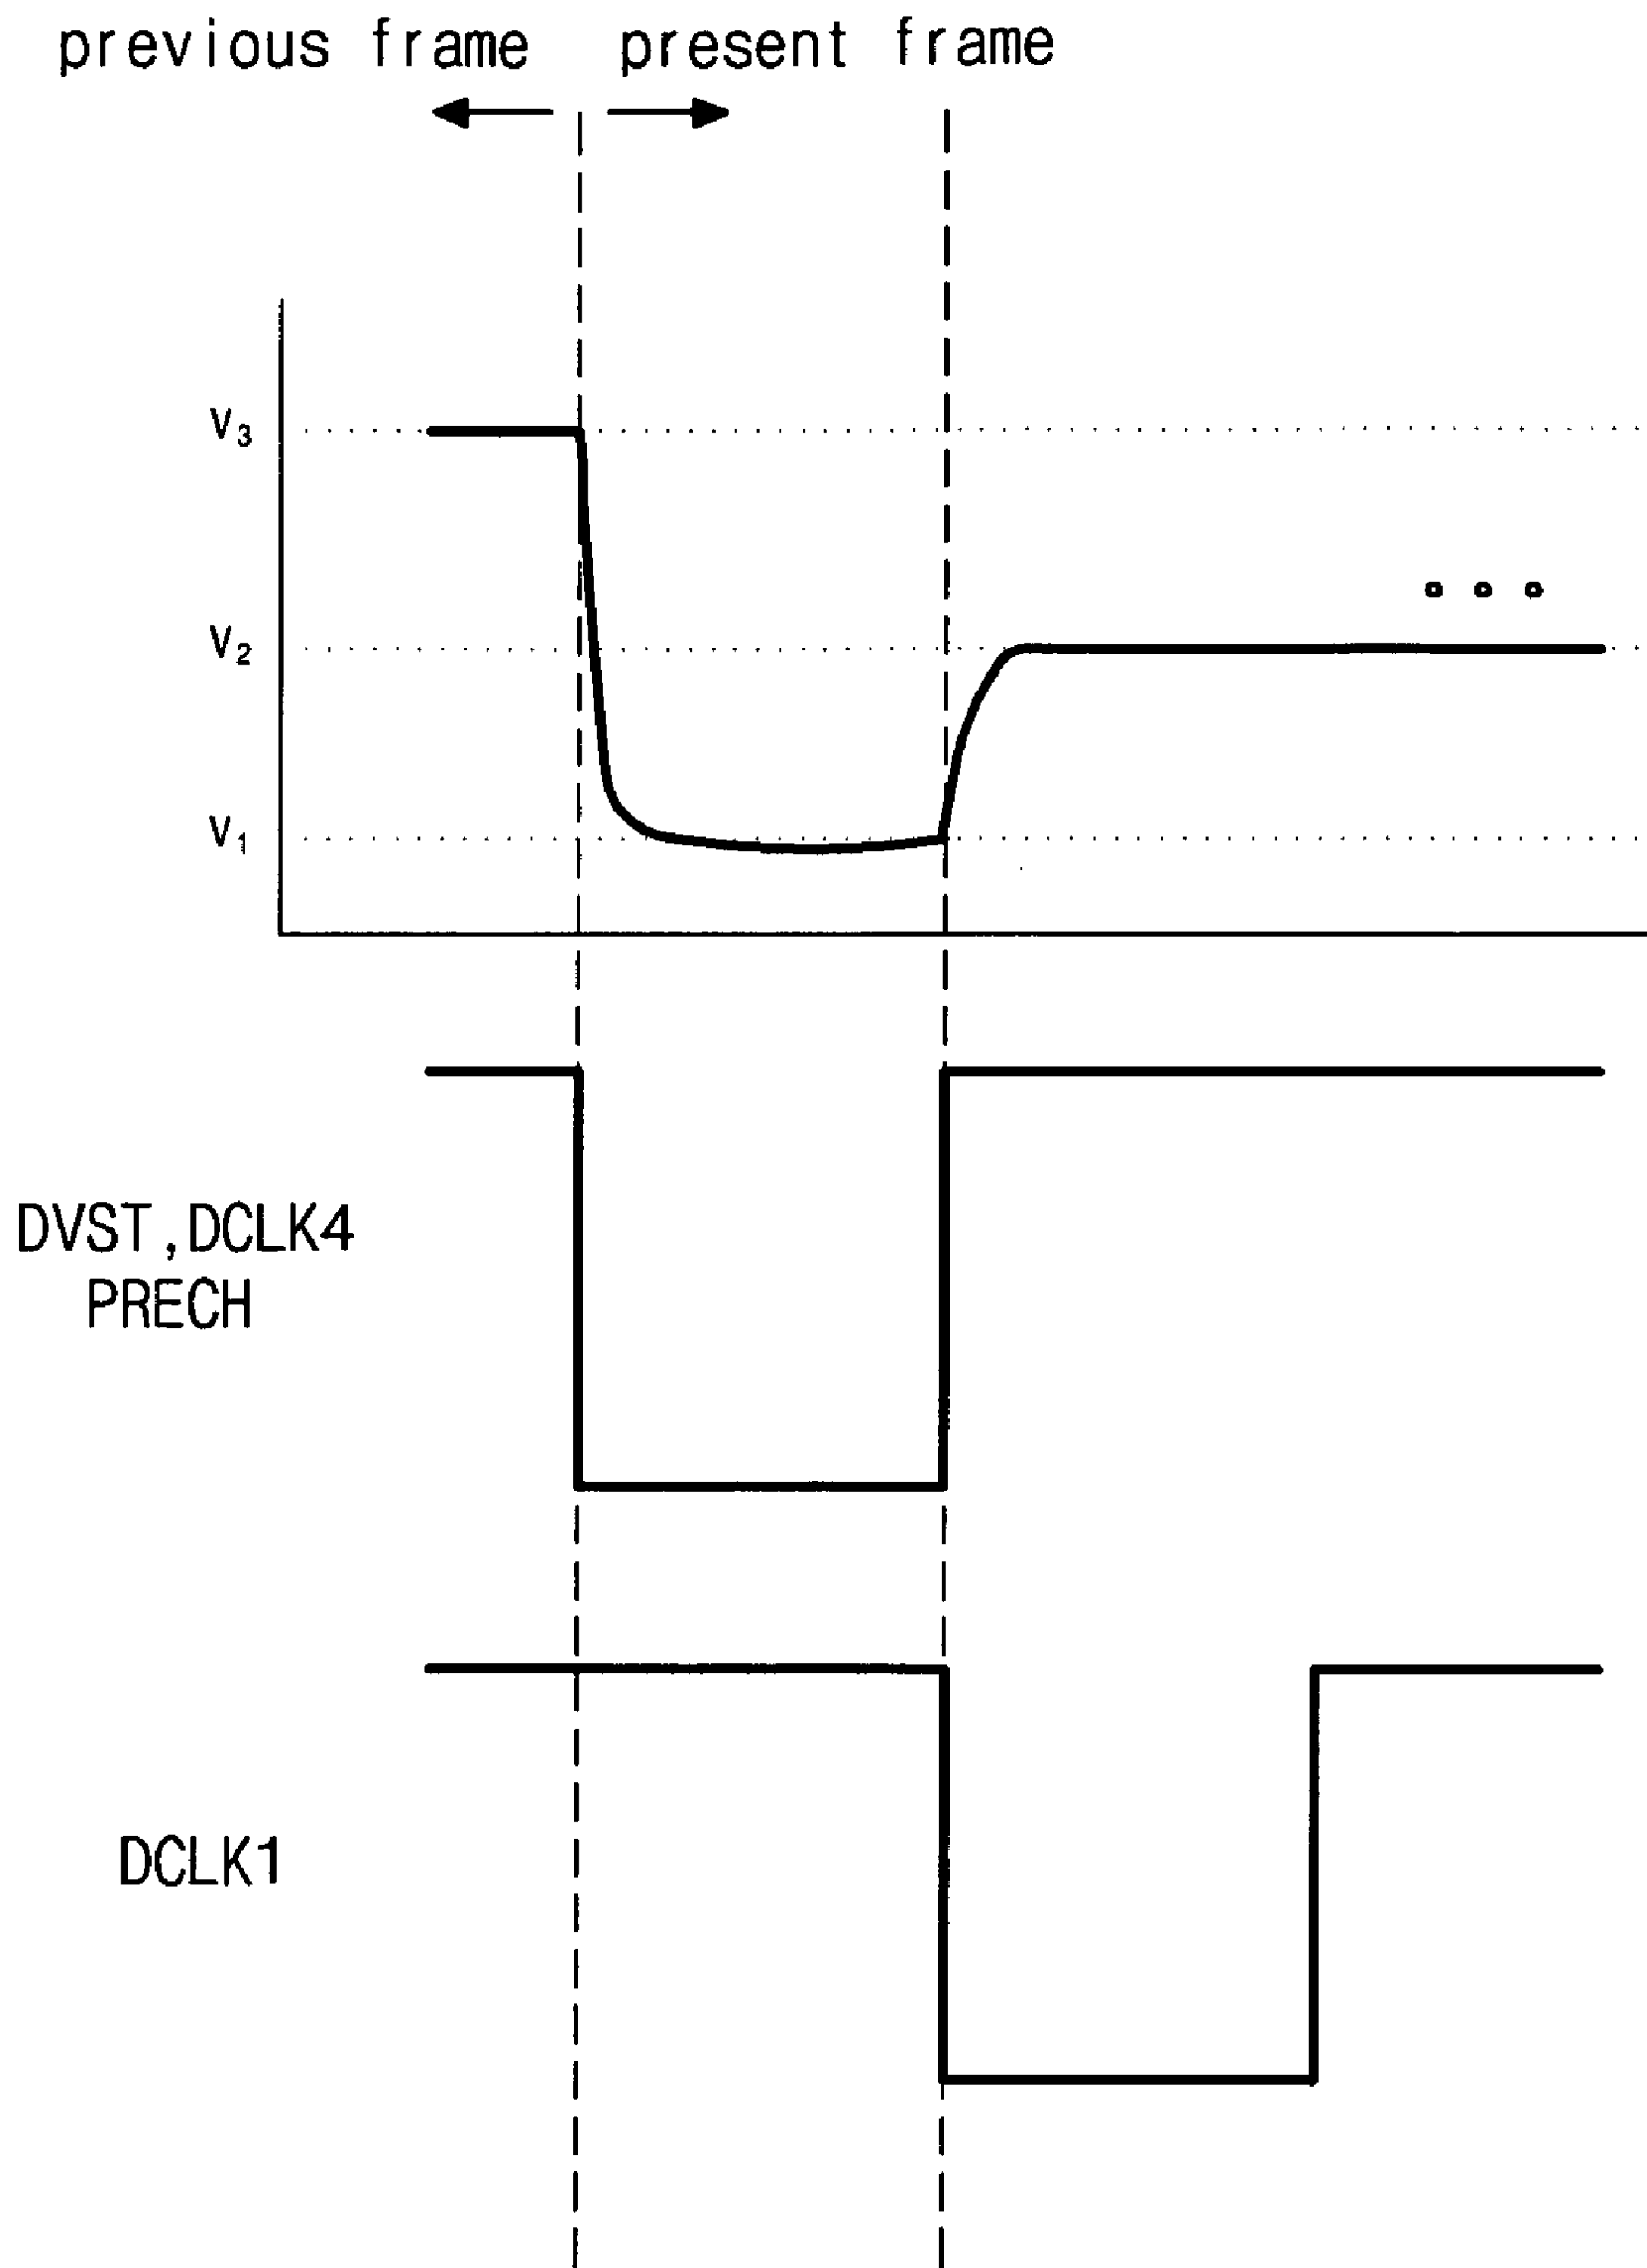 previous frame present frame
V₃
V₂
V₁
DVST,DCLK4
PRECH
DCLK1